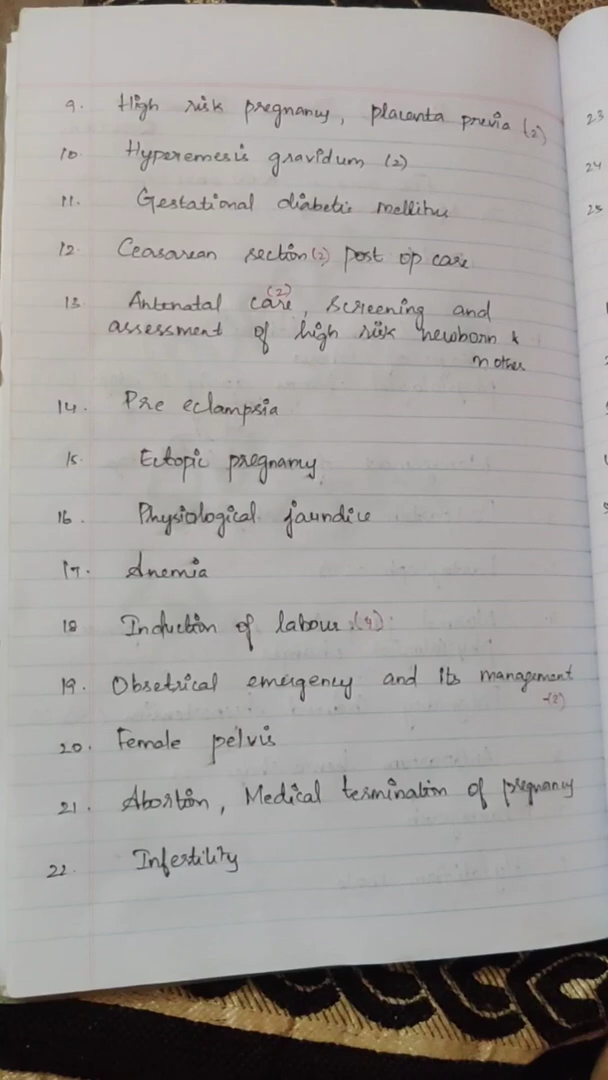 9. High risk pregnancy, placenta previa (2)
10. Hyperemesis gravidum (2)
11. Gestational diabetic mellitus
12. Ceasarean section (2) post op care
13. Antenatal care (2), screening and
assessment of high risk newborn &
mother
14. Pre eclampsia
15. Ectopic pregnancy
16. Physiological jaundice
17. Anemia
18 Induction of labour (4)
19. Obsetrical emergency and its management
(2)
20. Female pelvis
21. Abortion, Medical termination of pregnancy
22. Infertility
23
24
25